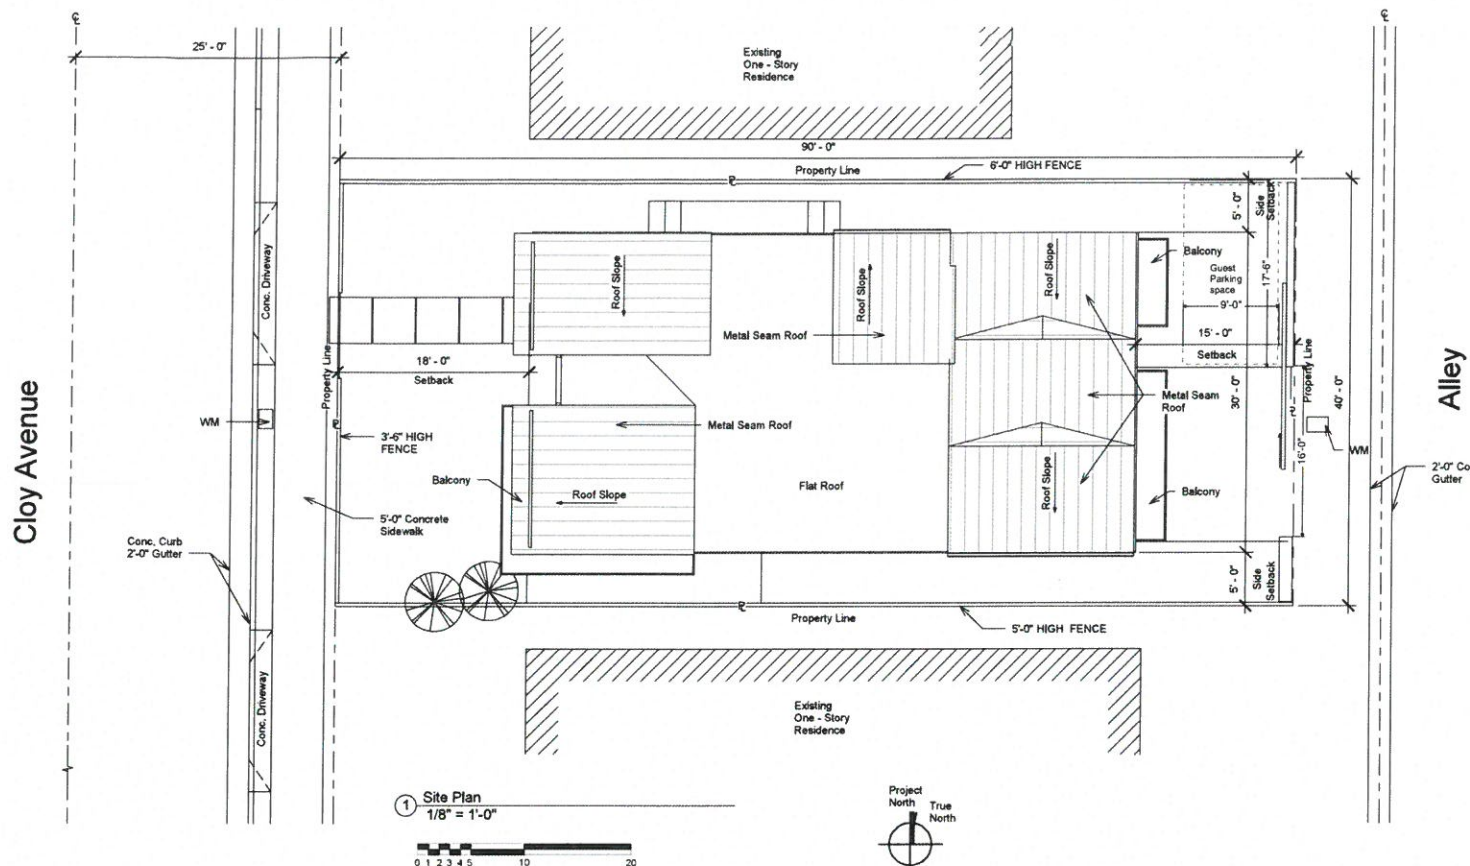 ℄
℄
25' - 0"
Existing
One - Story
Residence
90' - 0"
Property Line
6'-0" HIGH FENCE
5' - 0"
Side
Setback
Conc. Driveway
Roof Slope
Roof Slope
Roof Slope
Balcony
Guest
Parking
space
17'-6"
9'-0"
Metal Seam Roof
15' - 0"
Setback
18' - 0"
Setback
Property Line
Property Line
Cloy Avenue
Alley
WM
3'-6" HIGH
FENCE
Metal Seam Roof
Metal Seam
Roof
30' - 0"
40' - 0"
16'-0"
WM
2'-0" Co
Gutter
Balcony
Roof Slope
Flat Roof
Roof Slope
Balcony
5'-0" Concrete
Sidewalk
Conc. Curb
2'-0" Gutter
5' - 0"
Side
Setback
Property Line
5'-0" HIGH FENCE
Conc. Driveway
Existing
One - Story
Residence
1
Site Plan
1/8" = 1'-0"
Project
North
True
North
0 1 2 3 4 5 10 20